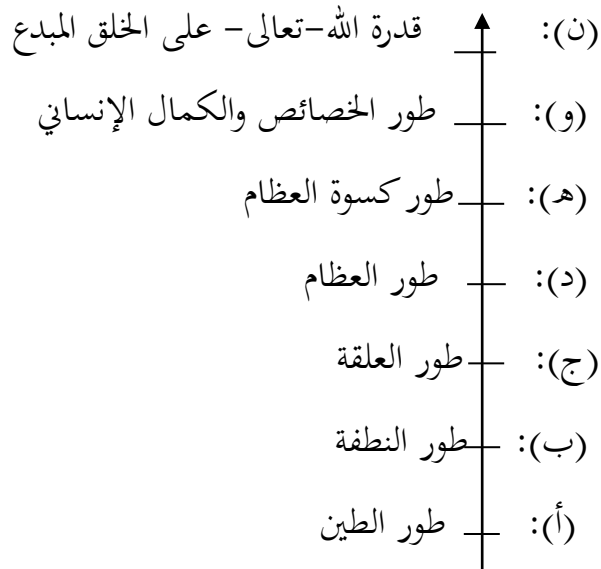 (ن): قدرة الله-تعالى- على الخلق المبدع
(و): طور الخصائص والكمال الإنساني
(هـ): طور كسوة العظام
(د): طور العظام
(ج): طور العلقة
(ب): طور النطفة
(أ): طور الطين